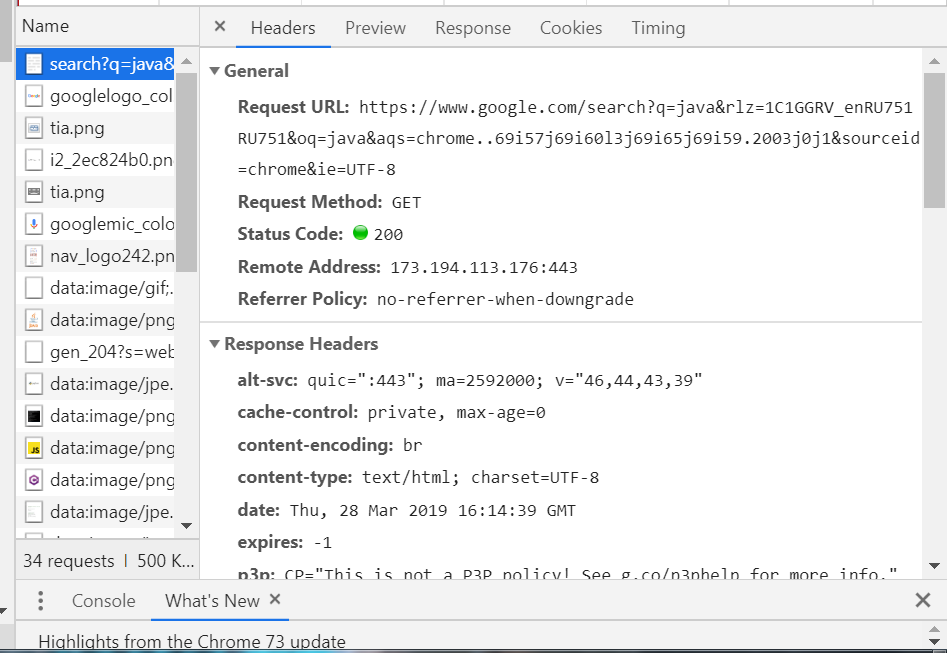 Name
search?q=java&
googlelogo_col
tia.png
i2_2ec824b0.pn
tia.png
googlemic_colo
nav_logo242.pn
data:image/gif;.
data:image/png
gen_204?s=web
data:image/jpe.
data:image/png
data:image/png
JS
data:image/png
data:image/jpe.
34 requests | 500 K...
× Headers Preview Response Cookies Timing
▼ General
Request URL: https://www.google.com/search?q=java&rlz=1C1GGRV_enRU751
RU751&oq=java&aqs=chrome..69i57j69i60l3j69i65j69i59.2003j0j1&sourceid
=chrome&ie=UTF-8
Request Method: GET
Status Code: 200
Remote Address: 173.194.113.176:443
Referrer Policy: no-referrer-when-downgrade
▼ Response Headers
alt-svc: quic=":443"; ma=2592000; v="46,44,43,39"
cache-control: private, max-age=0
content-encoding: br
content-type: text/html; charset=UTF-8
date: Thu, 28 Mar 2019 16:14:39 GMT
expires: -1
p3p: CP="This is not a P3P policy! See g.co/p3phelp for more info."
Console What's New × ×
Highlights from the Chrome 73 update